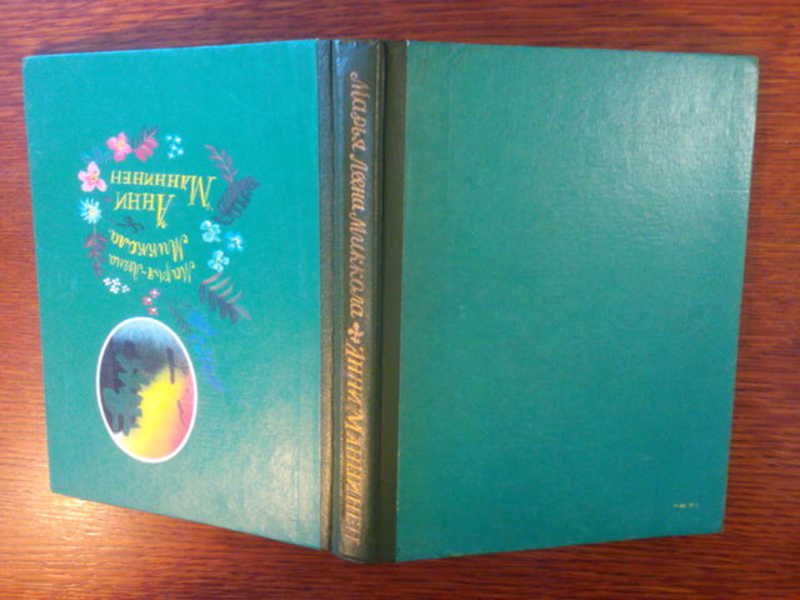 Марья-Леена
Миккола
Анни
Маннинен
Марья Леена Миккола Анни Маннинен